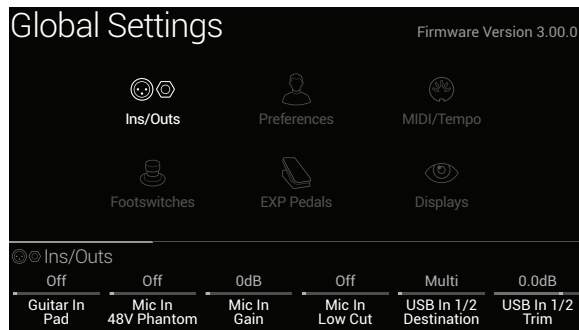 Global Settings
Firmware Version 3.00.0
Ins/Outs
Preferences
MIDI/Tempo
Footswitches
EXP Pedals
Displays
Ins/Outs
Off
Off
0dB
Off
Multi
0.0dB
Guitar In
Pad
Mic In
48V Phantom
Mic In
Gain
Mic In
Low Cut
USB In 1/2
Destination
USB In 1/2
Trim